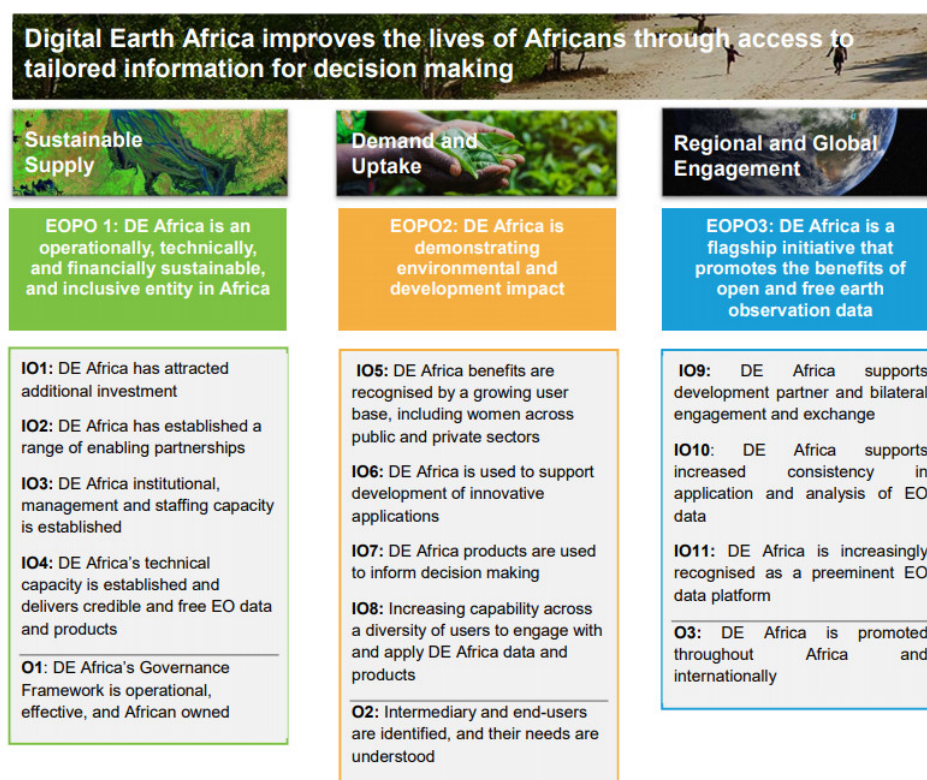 Digital Earth Africa improves the lives of Africans through access to
tailored information for decision making
Sustainable
Supply
EOPO 1: DE Africa is an
operationally, technically,
and financially sustainable,
and inclusive entity in Africa
IO1: DE Africa has attracted
additional investment
IO2: DE Africa has established a
range of enabling partnerships
IO3: DE Africa institutional,
management and staffing capacity
is established
IO4: DE Africa's technical
capacity is established and
delivers credible and free EO data
and products
O1: DE Africa's Governance
Framework is operational,
effective, and African owned
Demand and
Uptake
EOPO2: DE Africa is
demonstrating
environmental and
development impact
IO5: DE Africa benefits are
recognised by a growing user
base, including women across
public and private sectors
IO6: DE Africa is used to support
development of innovative
applications
IO7: DE Africa products are used
to inform decision making
IO8: Increasing capability across
a diversity of users to engage with
and apply DE Africa data and
products
O2: Intermediary and end-users
are identified, and their needs are
understood
Regional and Global
Engagement
EOPO3: DE Africa is a
flagship initiative that
promotes the benefits of
open and free earth
observation data
IO9: DE Africa supports
development partner and bilateral
engagement and exchange
IO10: DE Africa supports
increased consistency in
application and analysis of EO
data
IO11: DE Africa is increasingly
recognised as a preeminent EO
data platform
O3: DE Africa is promoted
throughout Africa and
internationally